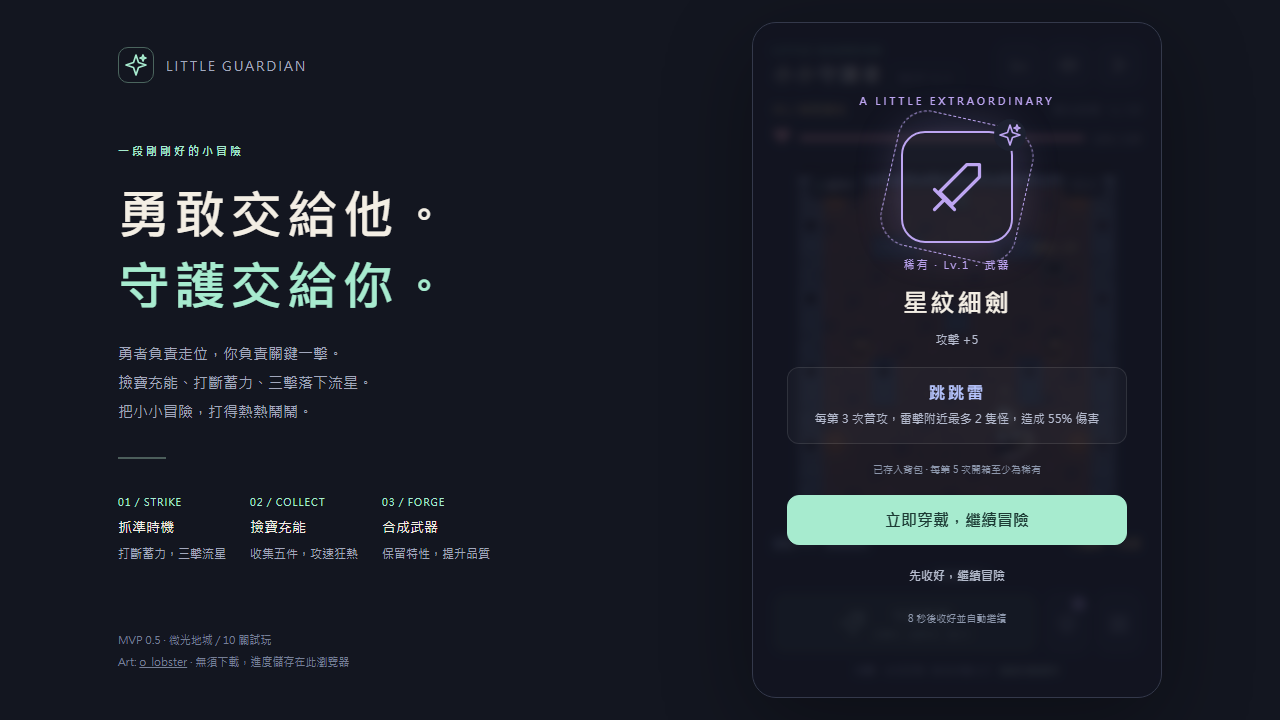 LITTLE GUARDIAN
一段剛剛好的小冒險
勇敢交給他。
守護交給你。
勇者負責走位，你負責關鍵一擊。
撿寶充能、打斷蓄力、三擊落下流星。
把小小冒險，打得熱熱鬧鬧。
01 / STRIKE
抓準時機
打斷蓄力，三擊流星
02 / COLLECT
撿寶充能
收集五件，攻速狂熱
03 / FORGE
合成武器
保留特性，提升品質
MVP 0.5 · 微光地域 / 10 關試玩
Art: o_lobster · 無須下載，進度儲存在此瀏覽器
A LITTLE EXTRAORDINARY
稀有 · Lv.1 · 武器
星紋細劍
攻擊 +5
跳跳雷
每第 3 次普攻，雷擊附近最多 2 隻怪，造成 55% 傷害
已存入背包 · 每第 5 次開箱至少為稀有
立即穿戴，繼續冒險
先收好，繼續冒險
8 秒後收好並自動繼續